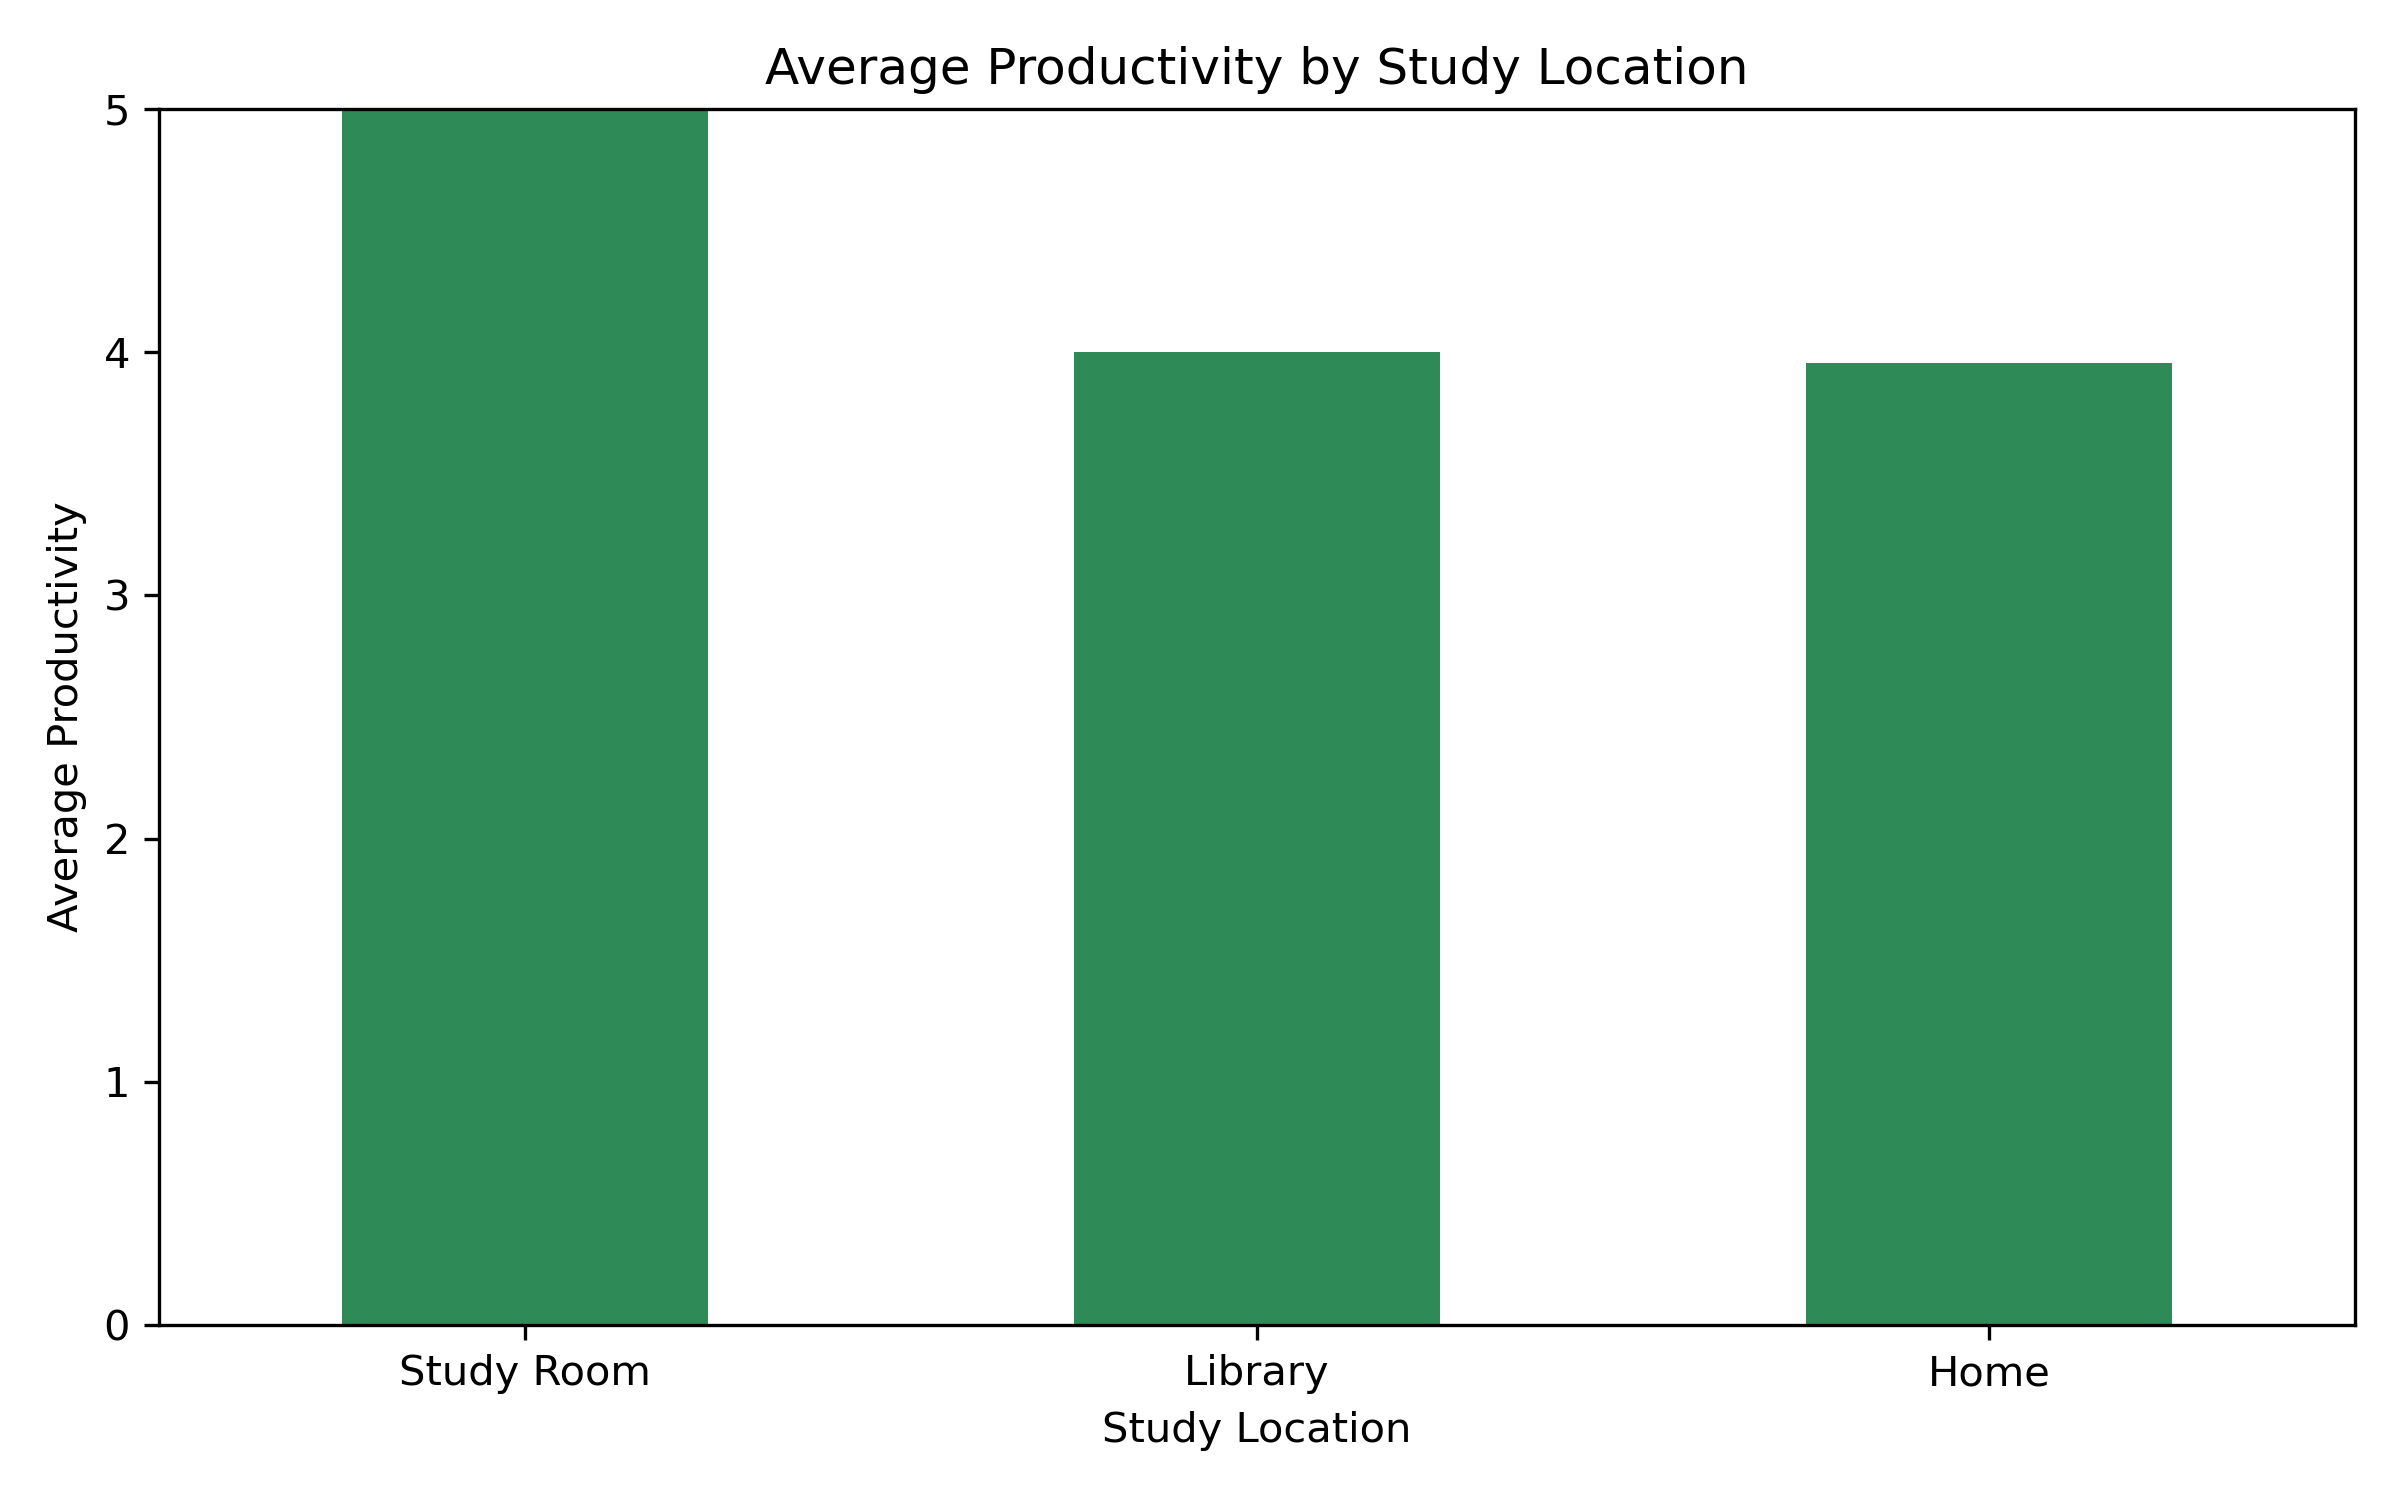 Average Productivity by Study Location
Average Productivity
5
4
3
2
1
0
Study Room
Library
Home
Study Location